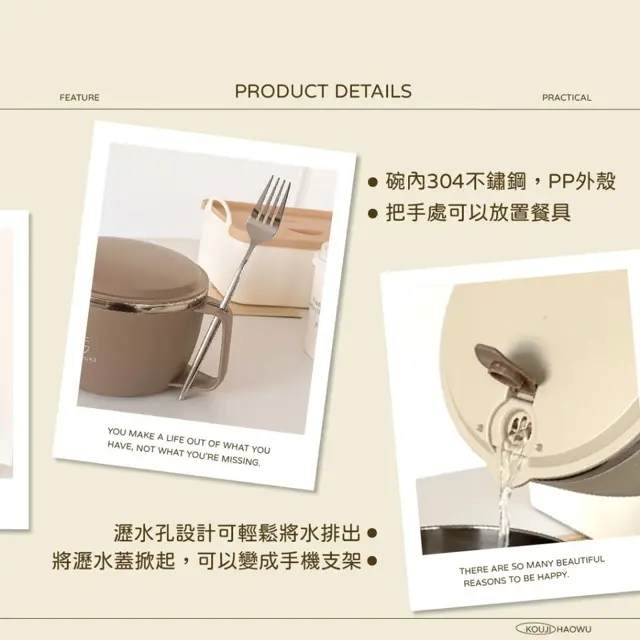 FEATURE
PRODUCT DETAILS
PRACTICAL
碗內304不鏽鋼，PP外殼
把手處可以放置餐具
YOU MAKE A LIFE OUT OF WHAT YOU
HAVE, NOT WHAT YOU'RE MISSING.
瀝水孔設計可輕鬆將水排出
將瀝水蓋掀起，可以變成手機支架
THERE ARE SO MANY BEAUTIFUL
REASONS TO BE HAPPY.
KOUJI HAOWU